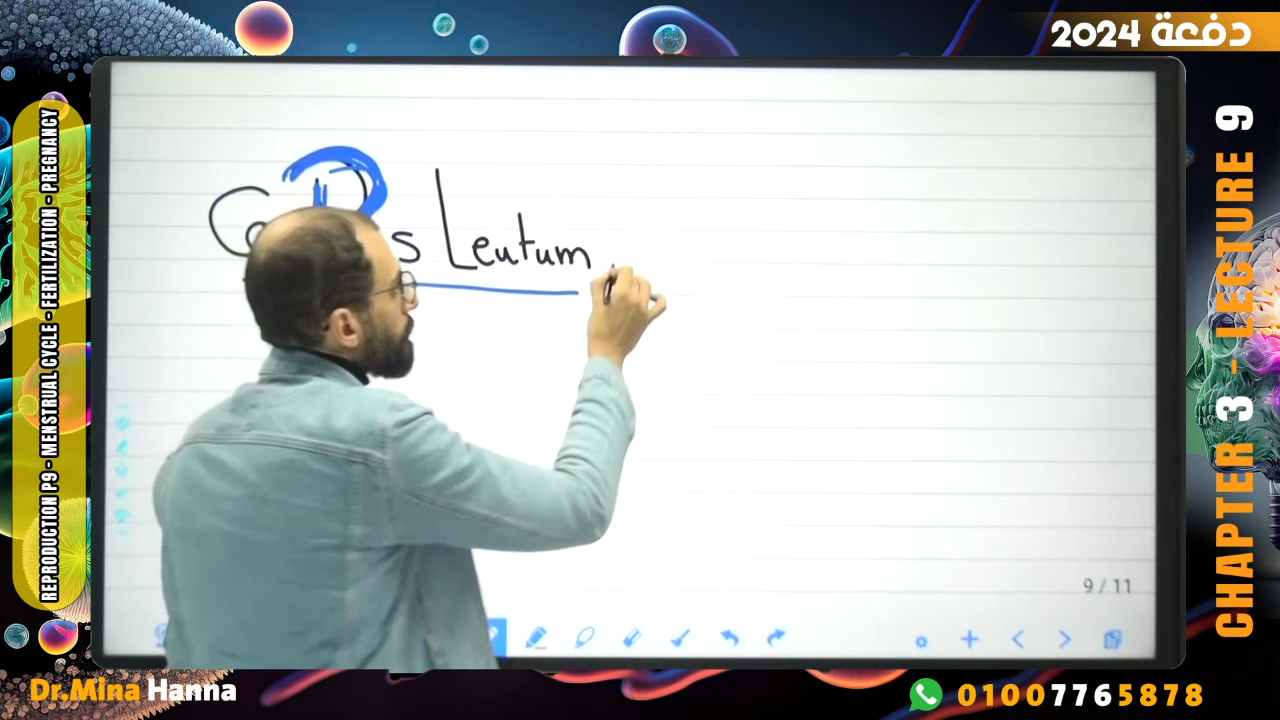 دفعة 2024
REPRODUCTION P9 - MENSTRUAL CYCLE - FERTILIZATION - PREGNANCY
s Leutum
CHAPTER 3 - LECTURE 9
9 / 11
Dr.Mina Hanna
01007765878